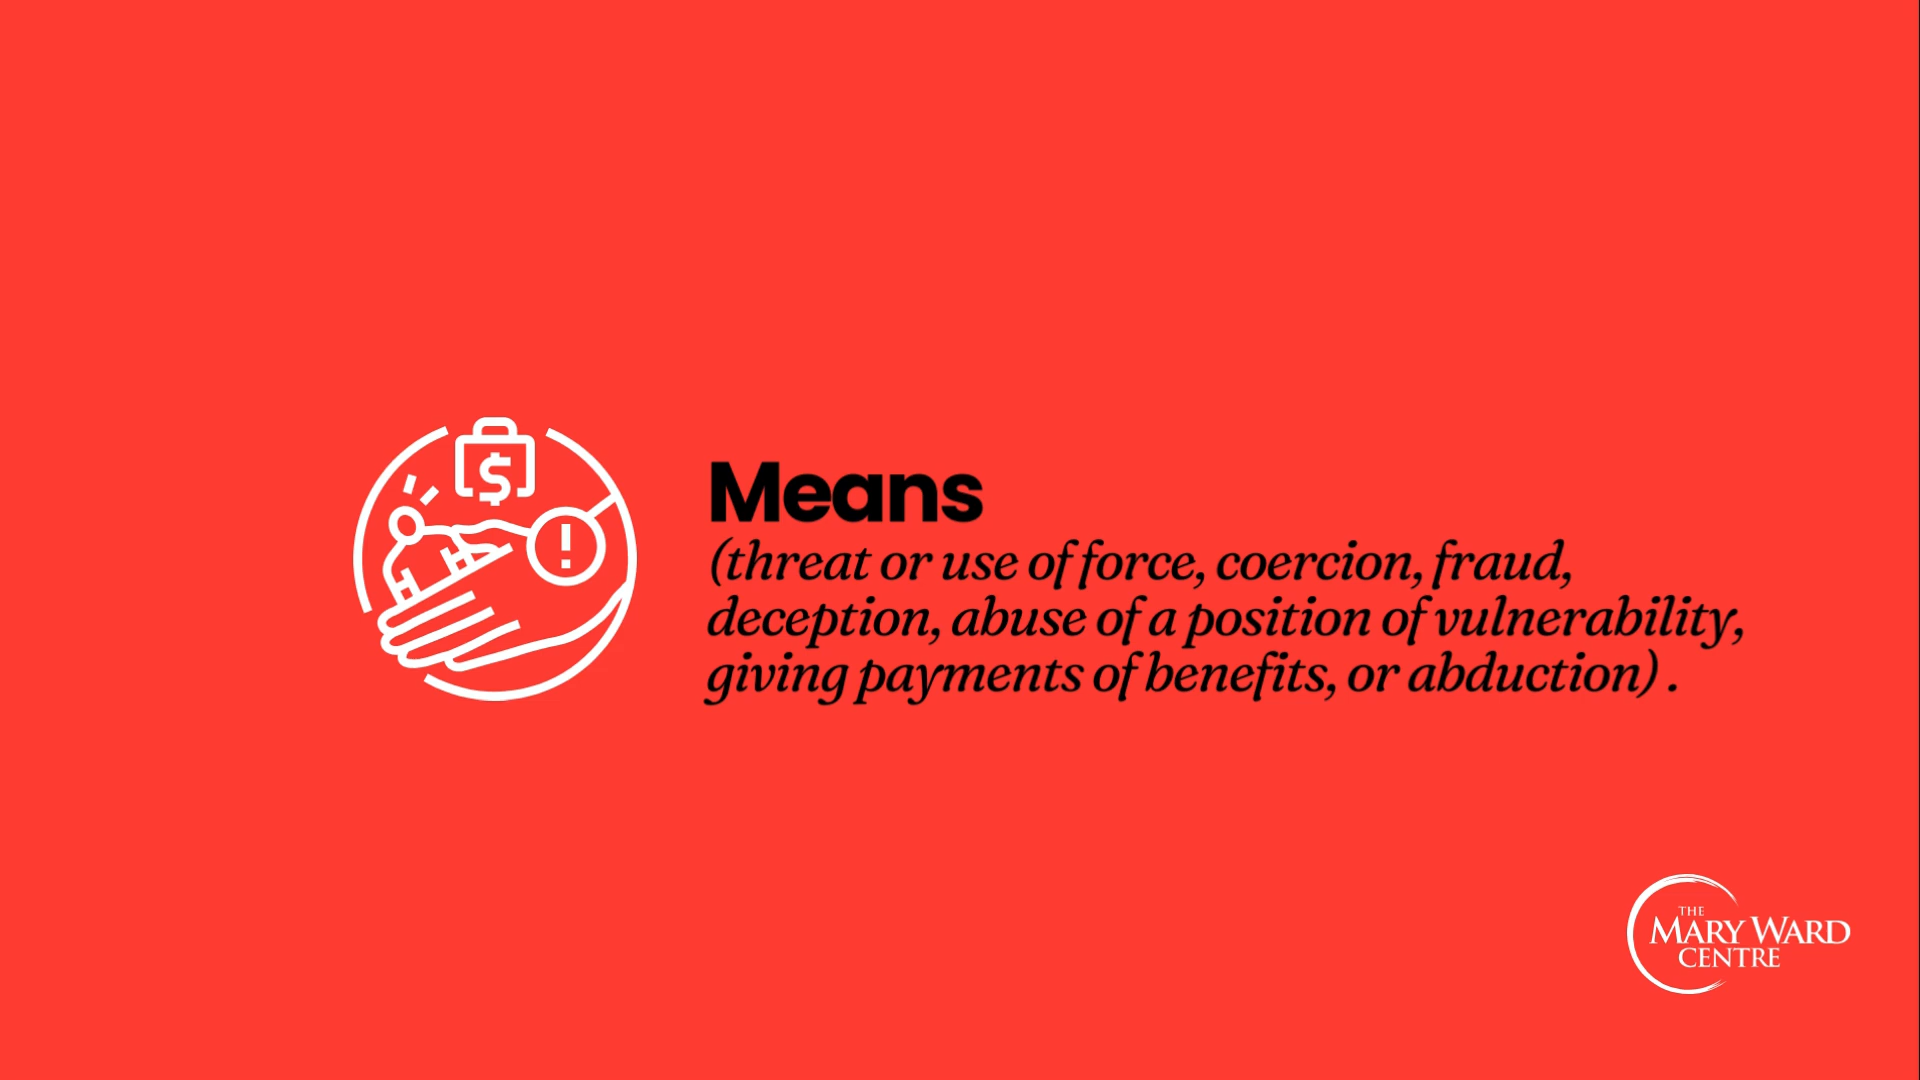 $
!
Means
(threat or use of force, coercion, fraud,
deception, abuse of a position of vulnerability,
giving payments of benefits, or abduction) .
THE
MARY WARD
CENTRE